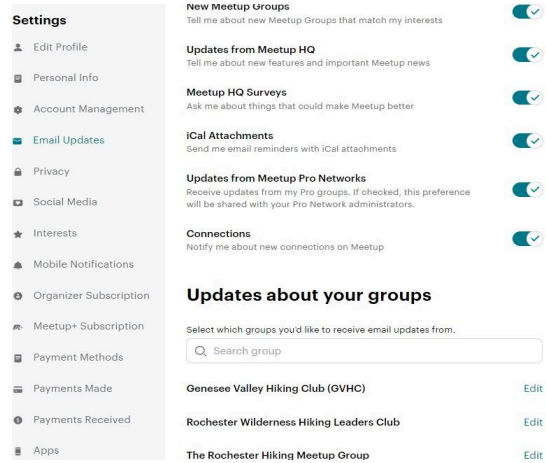 Settings
Edit Profile
Personal Info
Account Management
Email Updates
Privacy
Social Media
Interests
Mobile Notifications
Organizer Subscription
Meetup+ Subscription
Payment Methods
Payments Made
Payments Received
Apps
New Meetup Groups
Tell me about new Meetup Groups that match my interests
Updates from Meetup HQ
Tell me about new features and important Meetup news
Meetup HQ Surveys
Ask me about things that could make Meetup better
iCal Attachments
Send me email reminders with iCal attachments
Updates from Meetup Pro Networks
Receive updates from my Pro groups. If checked, this preference
will be shared with your Pro Network administrators.
Connections
Notify me about new connections on Meetup
Updates about your groups
Select which groups you'd like to receive email updates from.
Search group
Genesee Valley Hiking Club (GVHC) Edit
Rochester Wilderness Hiking Leaders Club Edit
The Rochester Hiking Meetup Group Edit